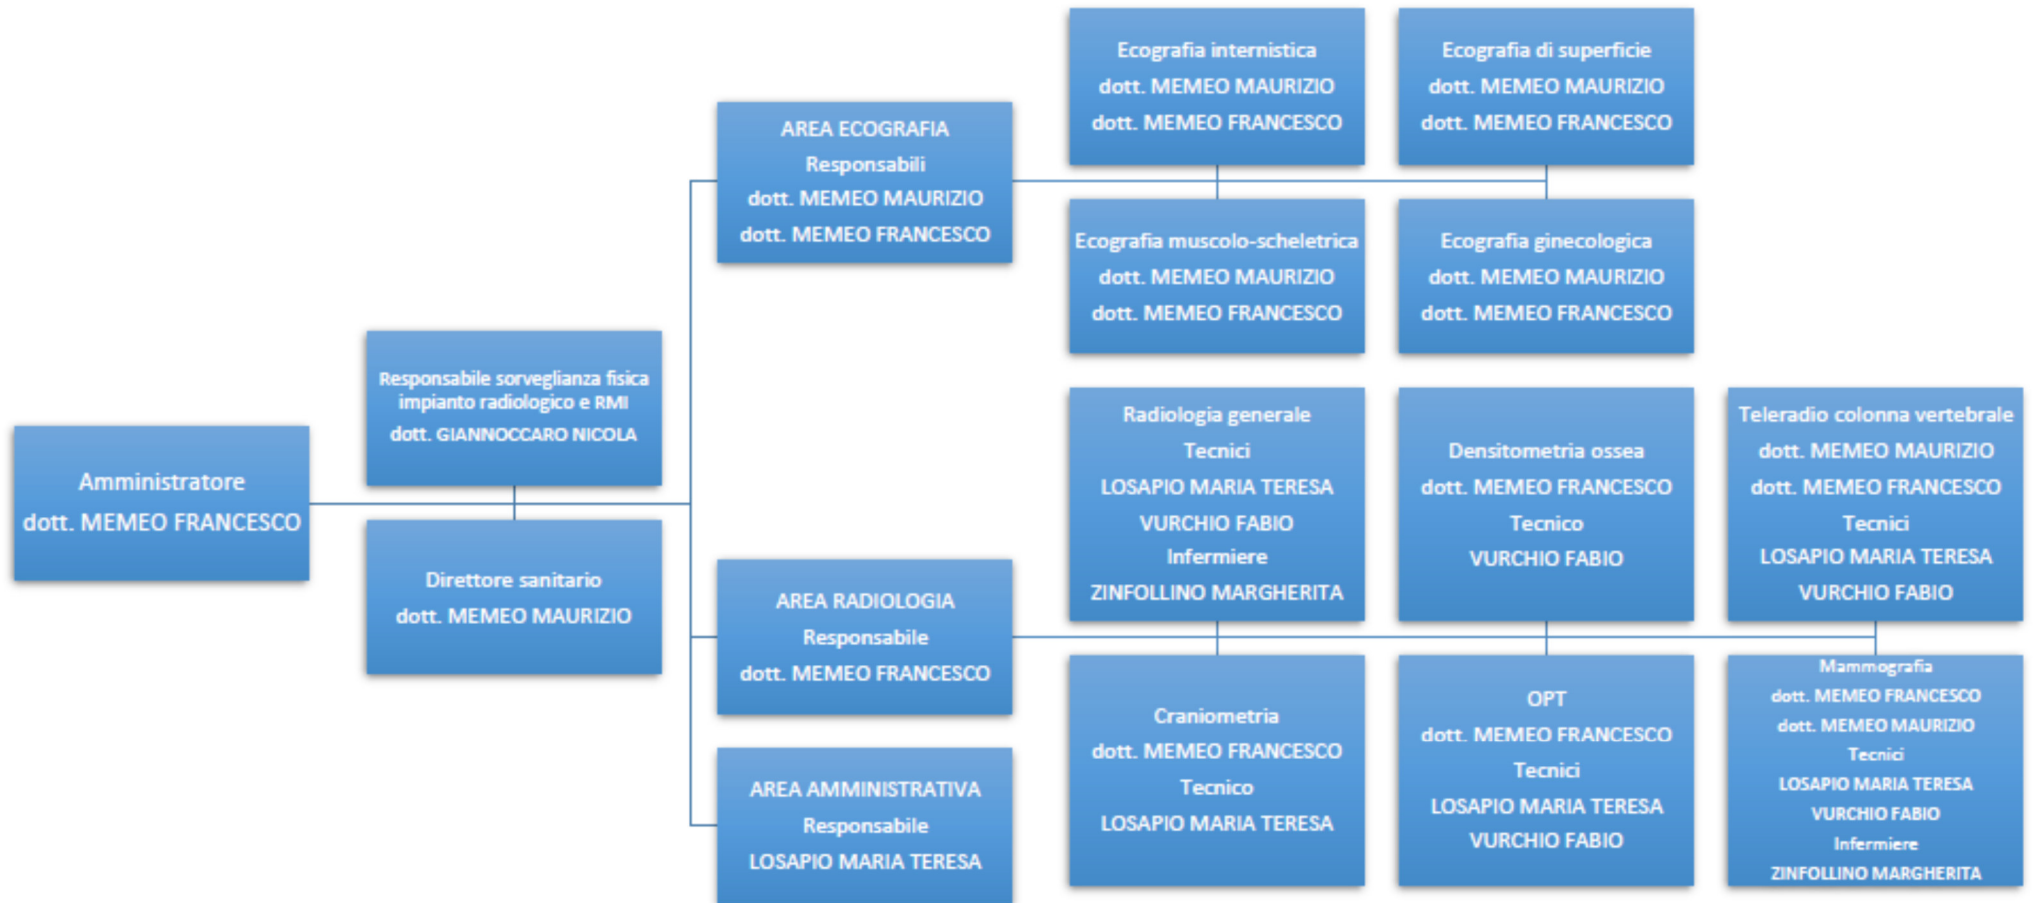 Amministratore
dott. MEMEO FRANCESCO
Responsabile sorveglianza fisica
impianto radiologico e RMI
dott. GIANNOCCARO NICOLA
Direttore sanitario
dott. MEMEO MAURIZIO
AREA ECOGRAFIA
Responsabili
dott. MEMEO MAURIZIO
dott. MEMEO FRANCESCO
Ecografia internistica
dott. MEMEO MAURIZIO
dott. MEMEO FRANCESCO
Ecografia di superficie
dott. MEMEO MAURIZIO
dott. MEMEO FRANCESCO
Ecografia muscolo-scheletrica
dott. MEMEO MAURIZIO
dott. MEMEO FRANCESCO
Ecografia ginecologica
dott. MEMEO MAURIZIO
dott. MEMEO FRANCESCO
AREA RADIOLOGIA
Responsabile
dott. MEMEO FRANCESCO
Radiologia generale
Tecnici
LOSAPIO MARIA TERESA
VURCHIO FABIO
Infermiere
ZINFOLLINO MARGHERITA
Densitometria ossea
dott. MEMEO FRANCESCO
Tecnico
VURCHIO FABIO
Teleradio colonna vertebrale
dott. MEMEO MAURIZIO
dott. MEMEO FRANCESCO
Tecnici
LOSAPIO MARIA TERESA
VURCHIO FABIO
Craniometria
dott. MEMEO FRANCESCO
Tecnico
LOSAPIO MARIA TERESA
OPT
dott. MEMEO FRANCESCO
Tecnici
LOSAPIO MARIA TERESA
VURCHIO FABIO
Mammografia
dott. MEMEO FRANCESCO
dott. MEMEO MAURIZIO
Tecnici
LOSAPIO MARIA TERESA
VURCHIO FABIO
Infermiere
ZINFOLLINO MARGHERITA
AREA AMMINISTRATIVA
Responsabile
LOSAPIO MARIA TERESA